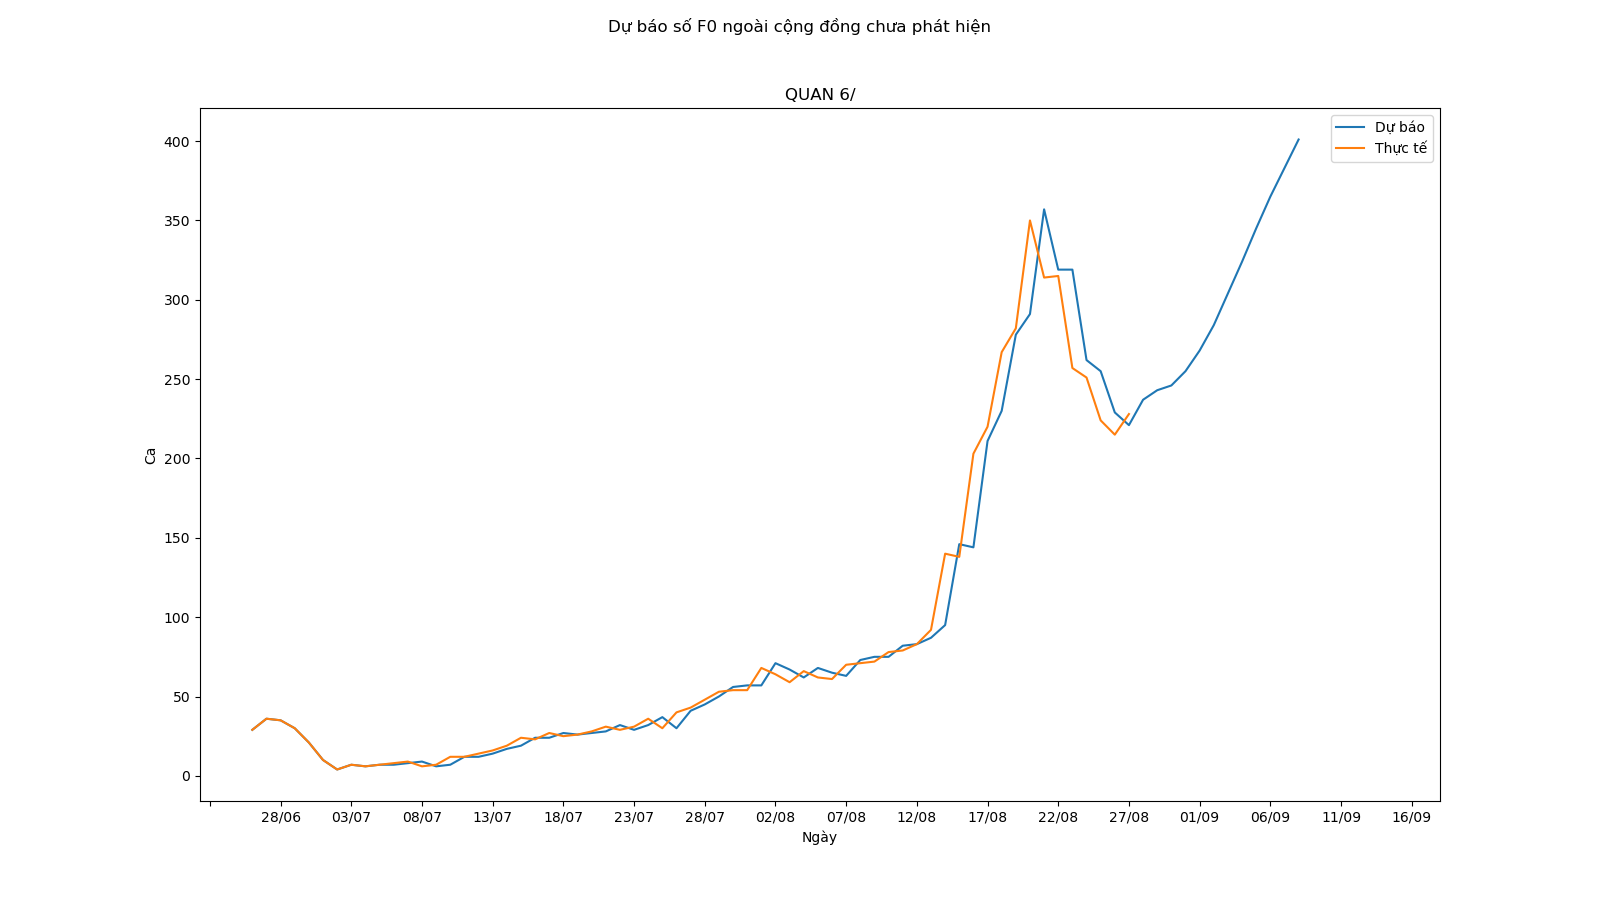 Dự báo số F0 ngoài cộng đồng chưa phát hiện
QUAN 6/
Dự báo
Thực tế
400
350
300
250
200
150
100
50
0
Ca
28/06 03/07 08/07 13/07 18/07 23/07 28/07 02/08 07/08 12/08 17/08 22/08 27/08 01/09 06/09 11/09 16/09
Ngày